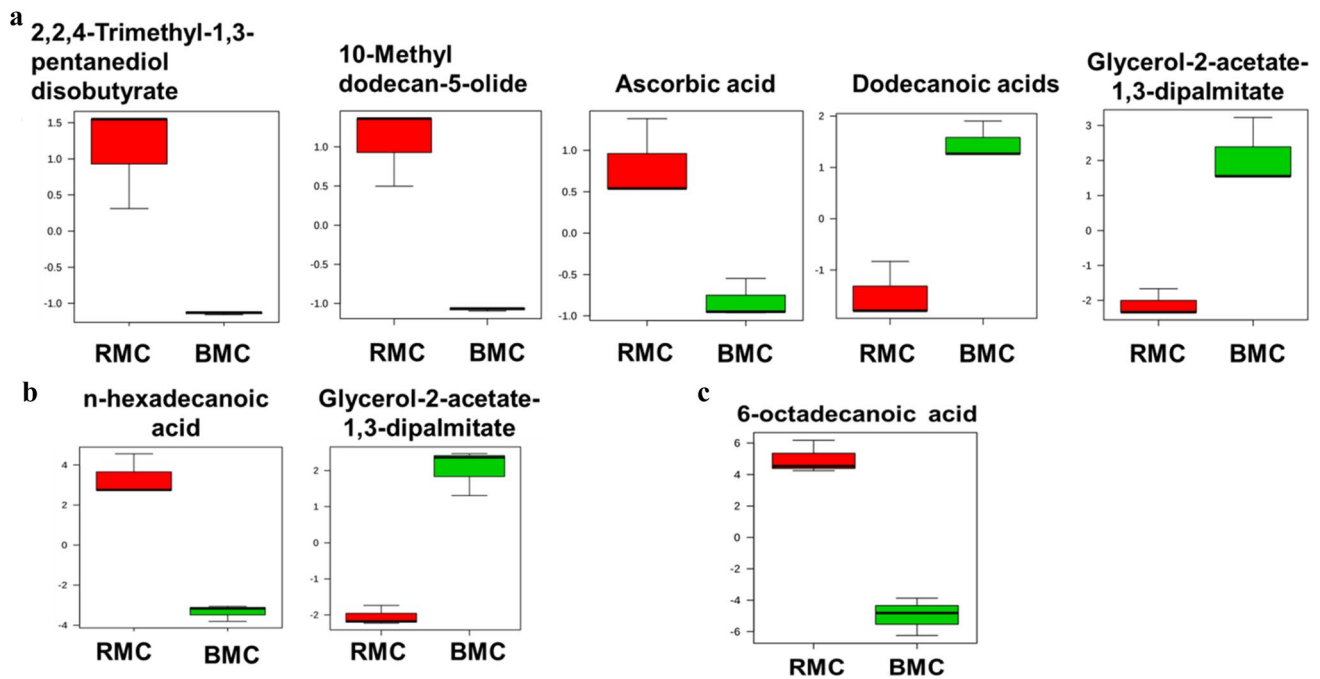 a
2,2,4-Trimethyl-1,3-
pentanediol
disobutyrate
1.5
1.0
0.5
0.0
-0.5
-1.0
RMC BMC
10-Methyl
dodecan-5-olide
1.0
0.5
0.0
-0.5
-1.0
RMC BMC
Ascorbic acid
1.0
0.5
0.0
-0.5
-1.0
RMC BMC
Dodecanoic acids
2
1
0
-1
RMC BMC
Glycerol-2-acetate-
1,3-dipalmitate
3
2
1
0
-1
-2
RMC BMC
b
n-hexadecanoic
acid
4
2
0
-2
-4
RMC BMC
Glycerol-2-acetate-
1,3-dipalmitate
2
1
0
-1
-2
RMC BMC
c
6-octadecanoic acid
6
4
2
0
-2
-4
-6
RMC BMC